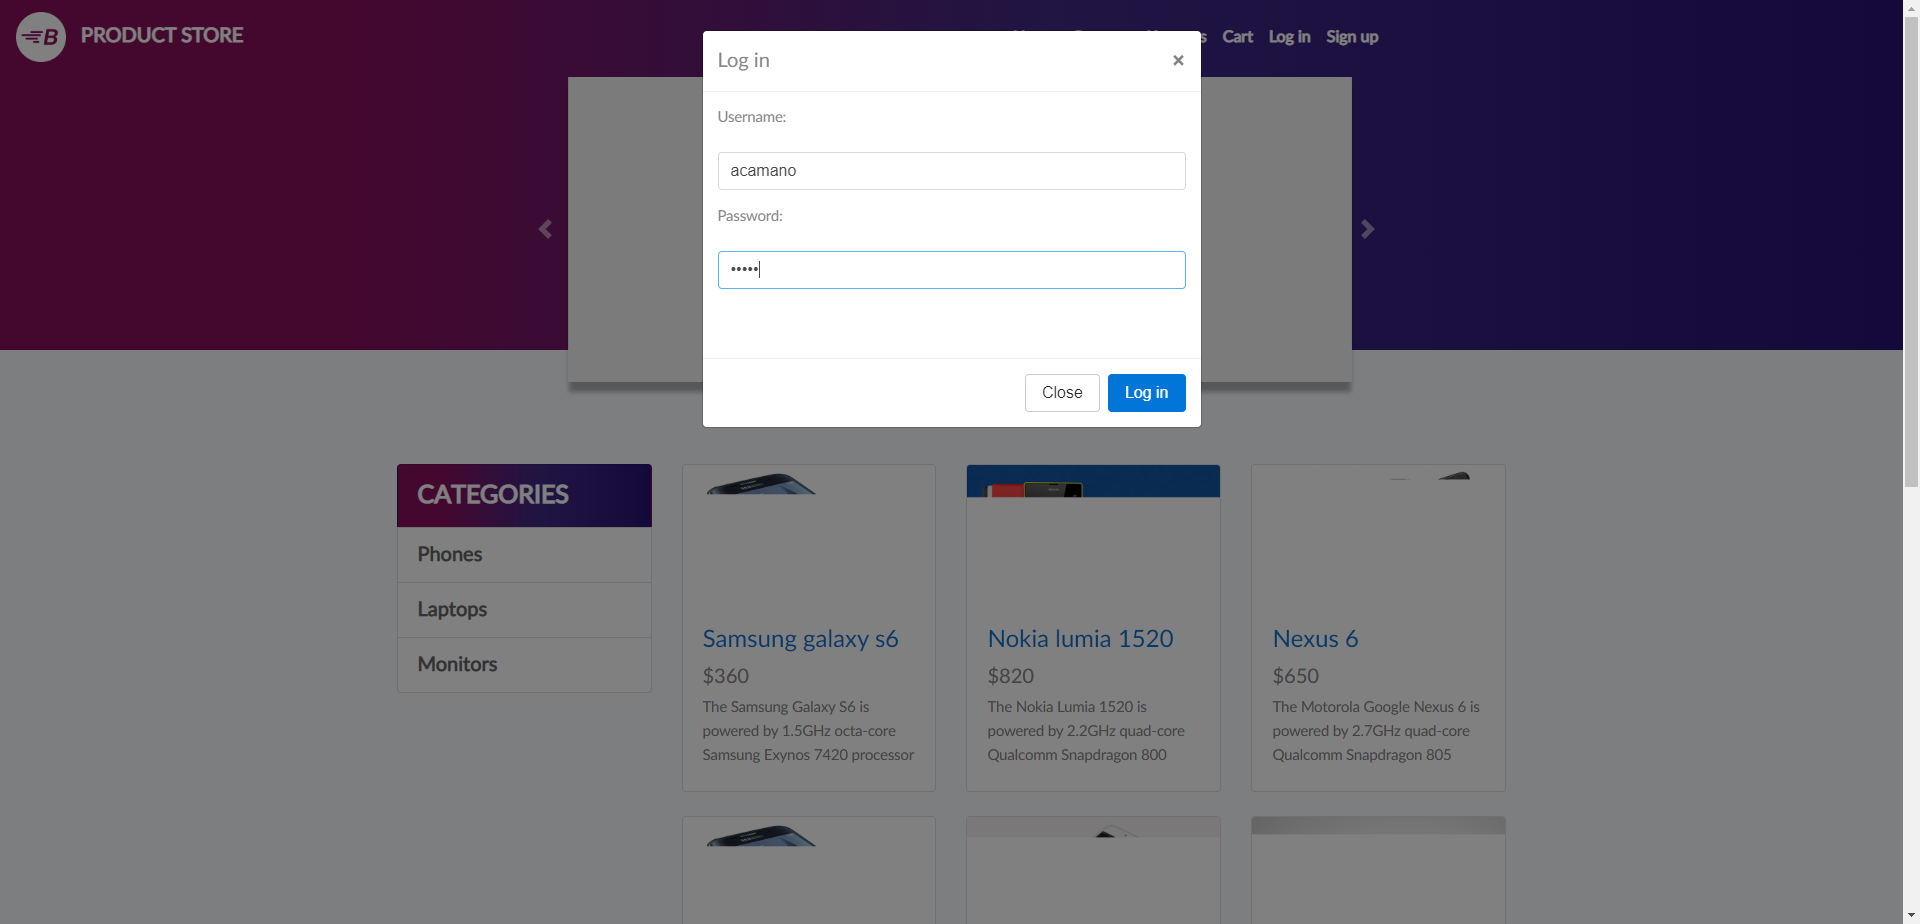 B PRODUCT STORE
Cart Log in Sign up
Log in ×
Username:
acamano
Password:
•••••
Close Log in
CATEGORIES
Phones
Laptops
Monitors
Samsung galaxy s6
$360
The Samsung Galaxy S6 is
powered by 1.5GHz octa-core
Samsung Exynos 7420 processor
Nokia lumia 1520
$820
The Nokia Lumia 1520 is
powered by 2.2GHz quad-core
Qualcomm Snapdragon 800
Nexus 6
$650
The Motorola Google Nexus 6 is
powered by 2.7GHz quad-core
Qualcomm Snapdragon 805